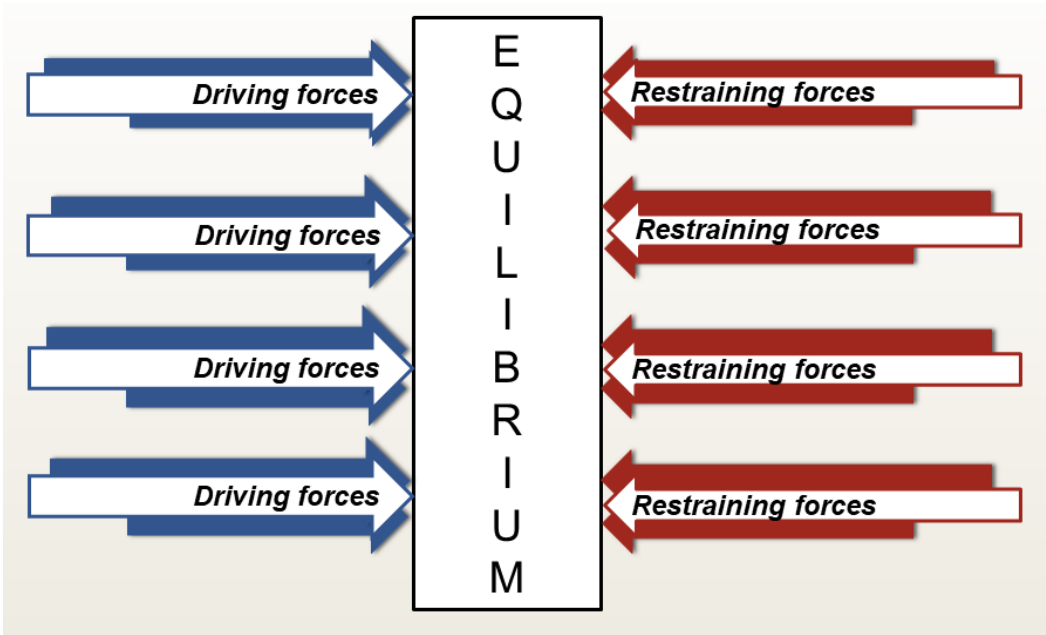 Driving forces
Driving forces
Driving forces
Driving forces
E
Q
U
I
L
I
B
R
I
U
M
Restraining forces
Restraining forces
Restraining forces
Restraining forces